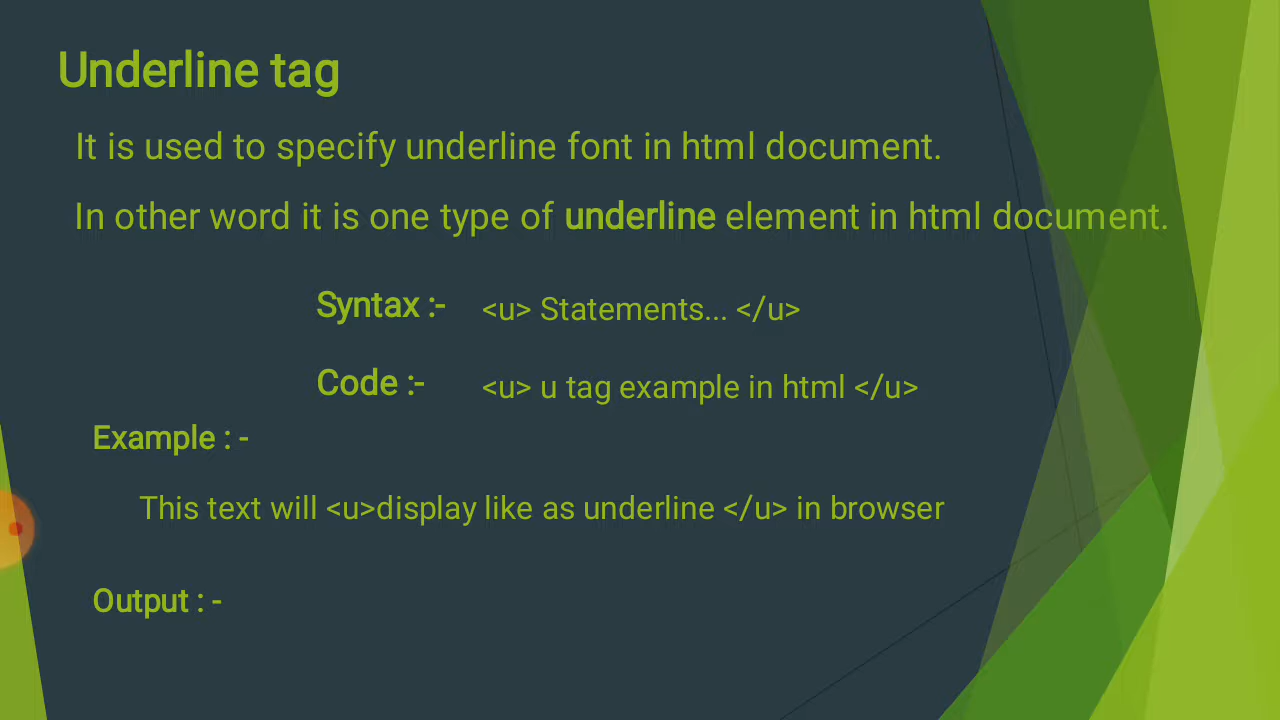 Underline tag
It is used to specify underline font in html document.
In other word it is one type of underline element in html document.
Syntax :- <u> Statements... </u>
Code :- <u> u tag example in html </u>
Example : -
This text will <u>display like as underline </u> in browser
Output : -